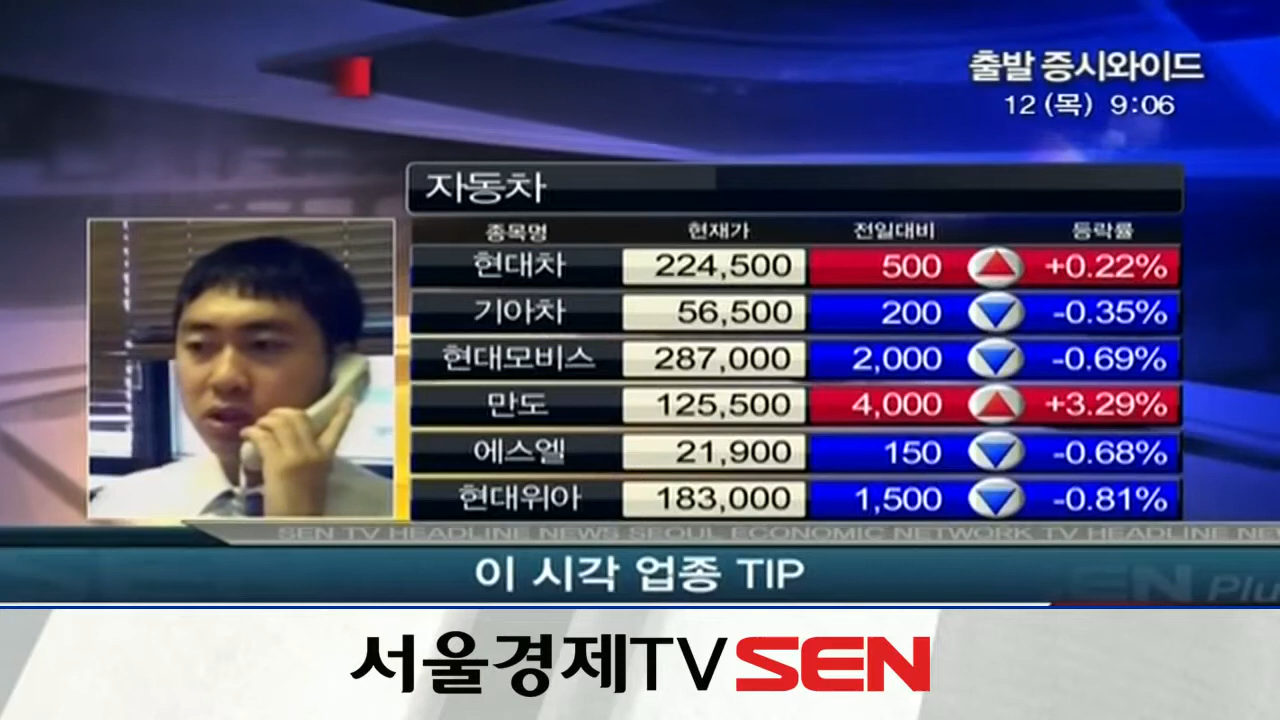 출발 증시와이드
12 (목) 9:06
자동차
종목명 현재가 전일대비 등락률
현대차 224,500 500 ▲ +0.22%
기아차 56,500 200 ▼ -0.35%
현대모비스 287,000 2,000 ▼ -0.69%
만도 125,500 4,000 ▲ +3.29%
에스엘 21,900 150 ▼ -0.68%
현대위아 183,000 1,500 ▼ -0.81%
SEN TV HEADLINE NEWS SEOUL ECONOMIC NETWORK TV HEADLINE NE
이 시각 업종 TIP
EN Plu
서울경제TV SEN